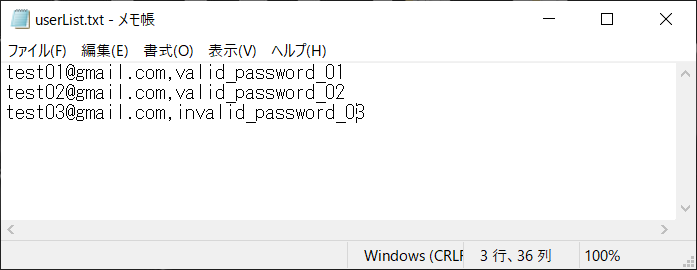 userList.txt - メモ帳
ファイル(F) 編集(E) 書式(O) 表示(V) ヘルプ(H)
test01@gmail.com,valid_password_01
test02@gmail.com,valid_password_02
test03@gmail.com,invalid_password_03
Windows (CRLF 3 行、36 列 100%